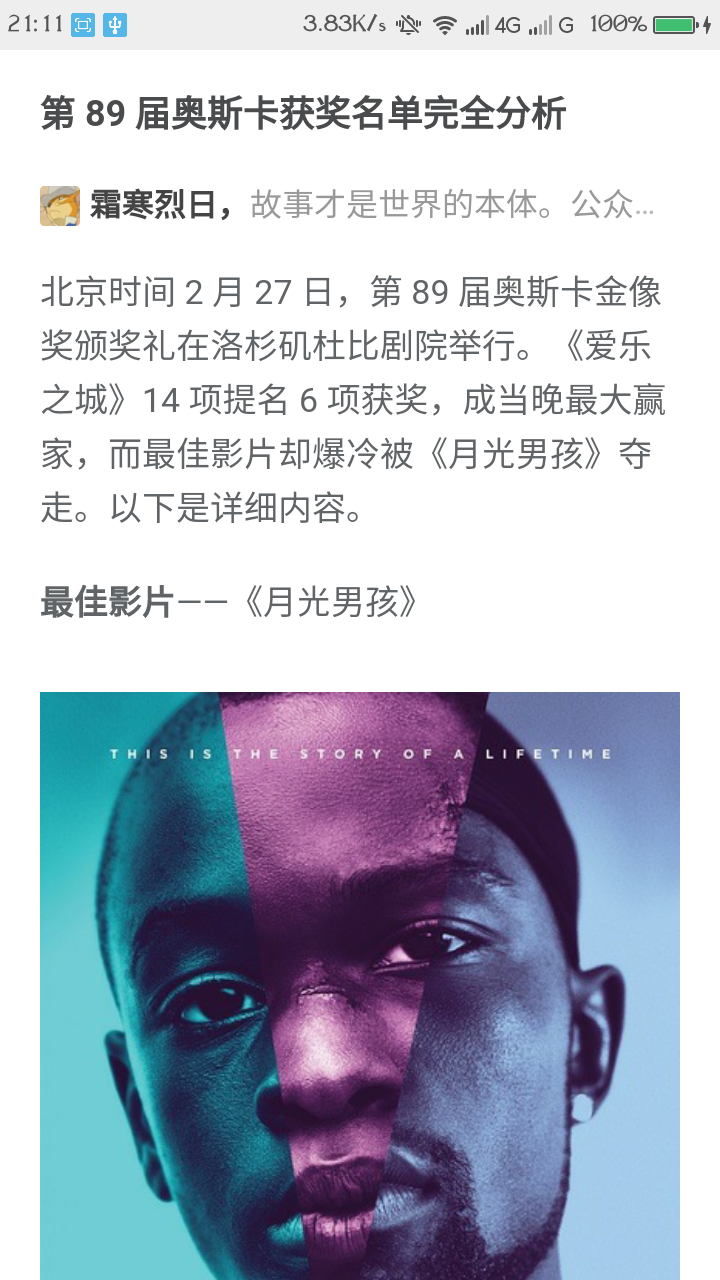 21:11 3.83K/s 4G G 100%
第 89 届奥斯卡获奖名单完全分析
霜寒烈日，故事才是世界的本体。公众...
北京时间 2 月 27 日，第 89 届奥斯卡金像
奖颁奖礼在洛杉矶杜比剧院举行。《爱乐
之城》14 项提名 6 项获奖，成当晚最大赢
家，而最佳影片却爆冷被《月光男孩》夺
走。以下是详细内容。
最佳影片——《月光男孩》
THIS IS THE STORY OF A LIFETIME